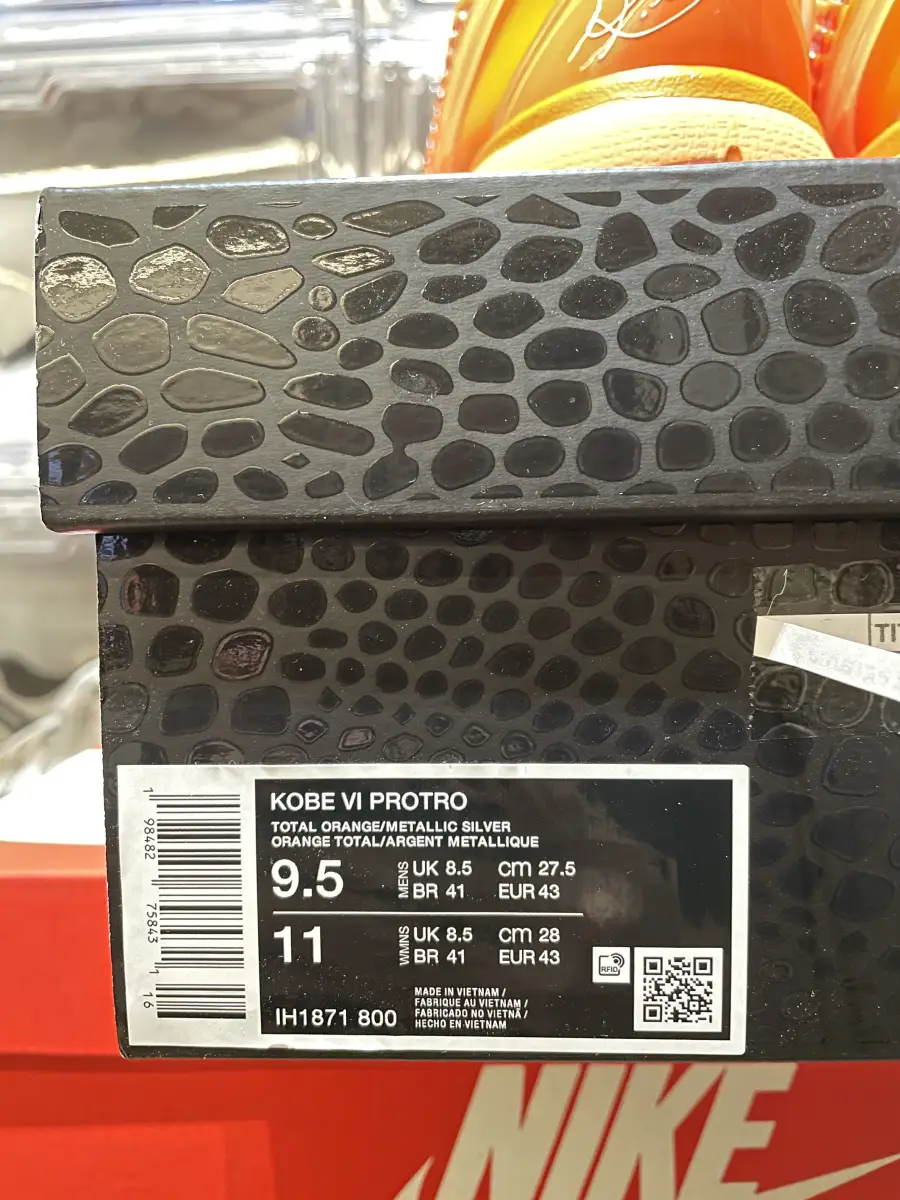 TI
KOBE VI PROTRO
TOTAL ORANGE/METALLIC SILVER
ORANGE TOTAL/ARGENT METALLIQUE
9.5 MENS UK 8.5 cm 27.5
BR 41 EUR 43
11 WMNS UK 8.5 cm 28
BR 41 EUR 43
RFID
MADE IN VIETNAM /
FABRIQUE AU VIETNAM /
FABRICADO NO VIETNÃ /
HECHO EN VIETNAM
IH1871 800
1 98482 75843 1 16
NIKE